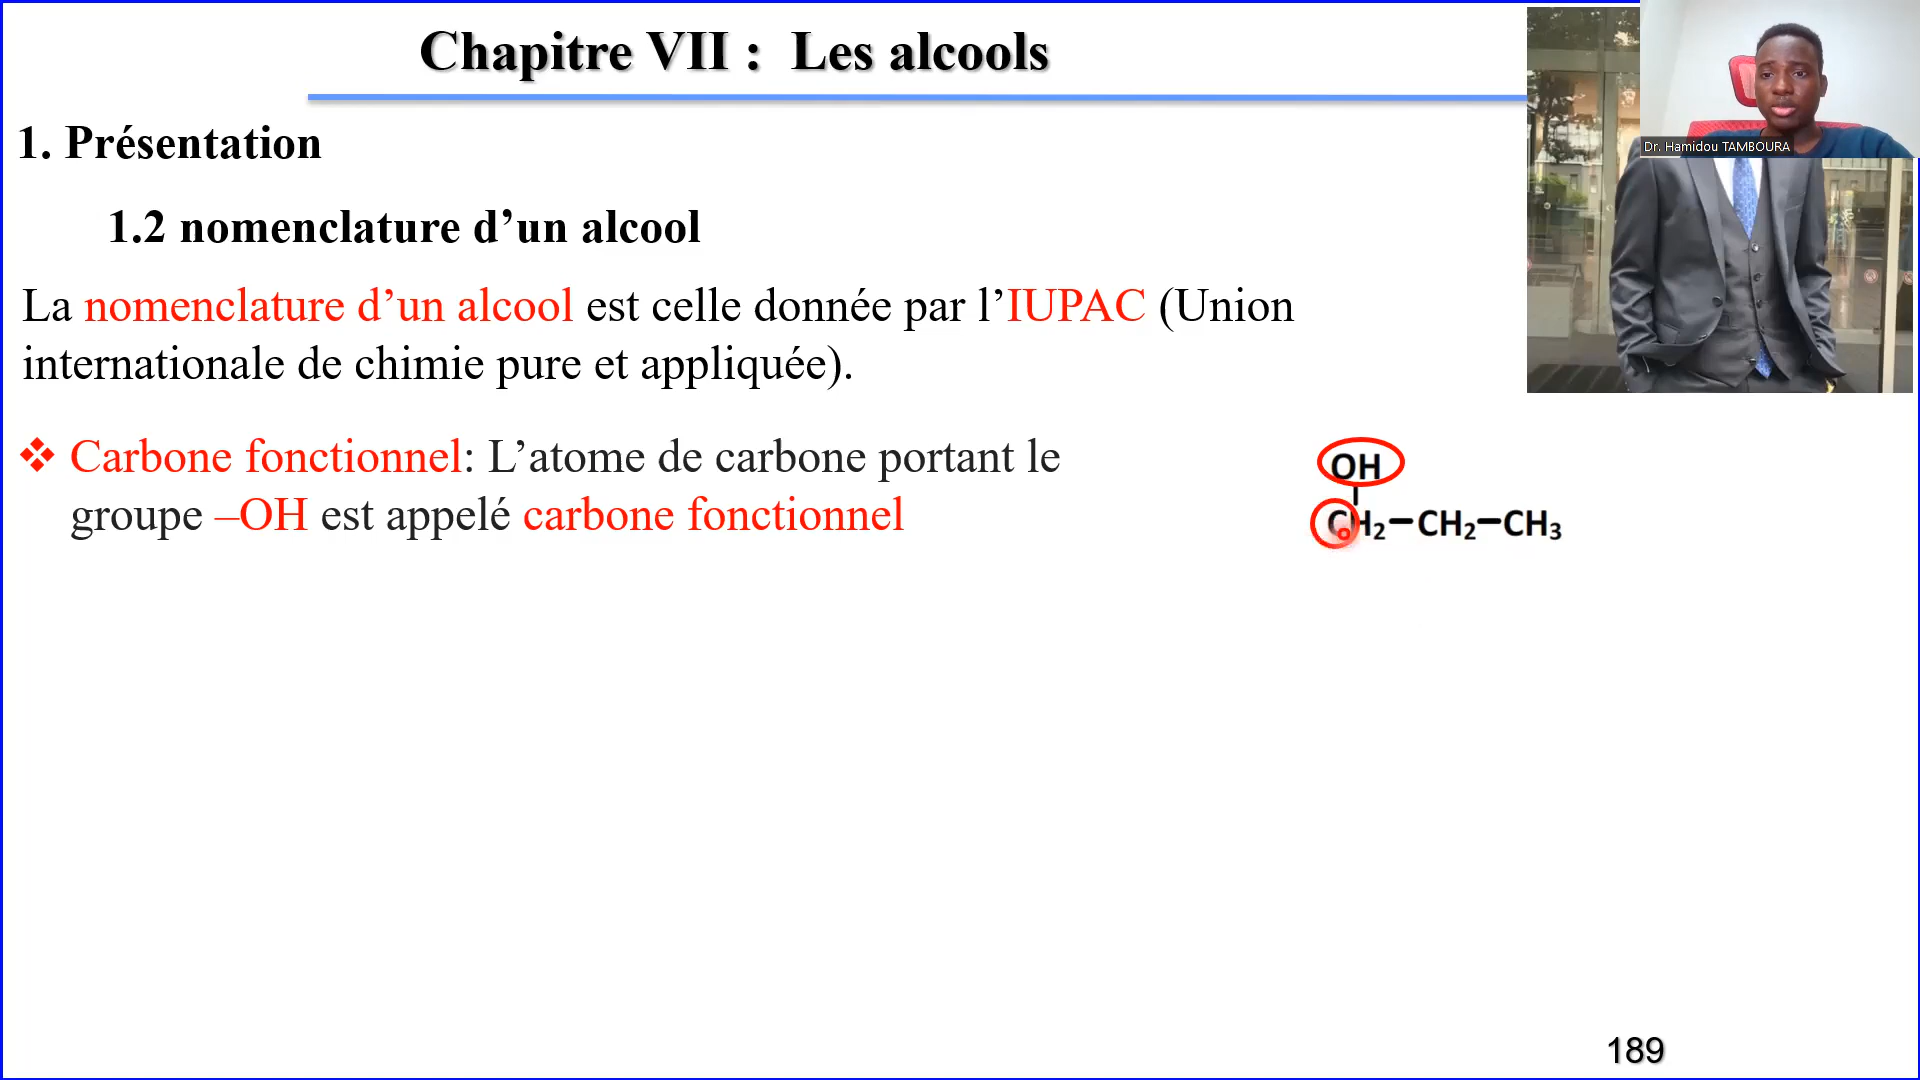 Chapitre VII : Les alcools
Dr. Hamidou TAMBOURA
1. Présentation
1.2 nomenclature d’un alcool
La nomenclature d’un alcool est celle donnée par l’IUPAC (Union
internationale de chimie pure et appliquée).
❖ Carbone fonctionnel: L’atome de carbone portant le
groupe –OH est appelé carbone fonctionnel
OH
CH₂–CH₂–CH₃
189